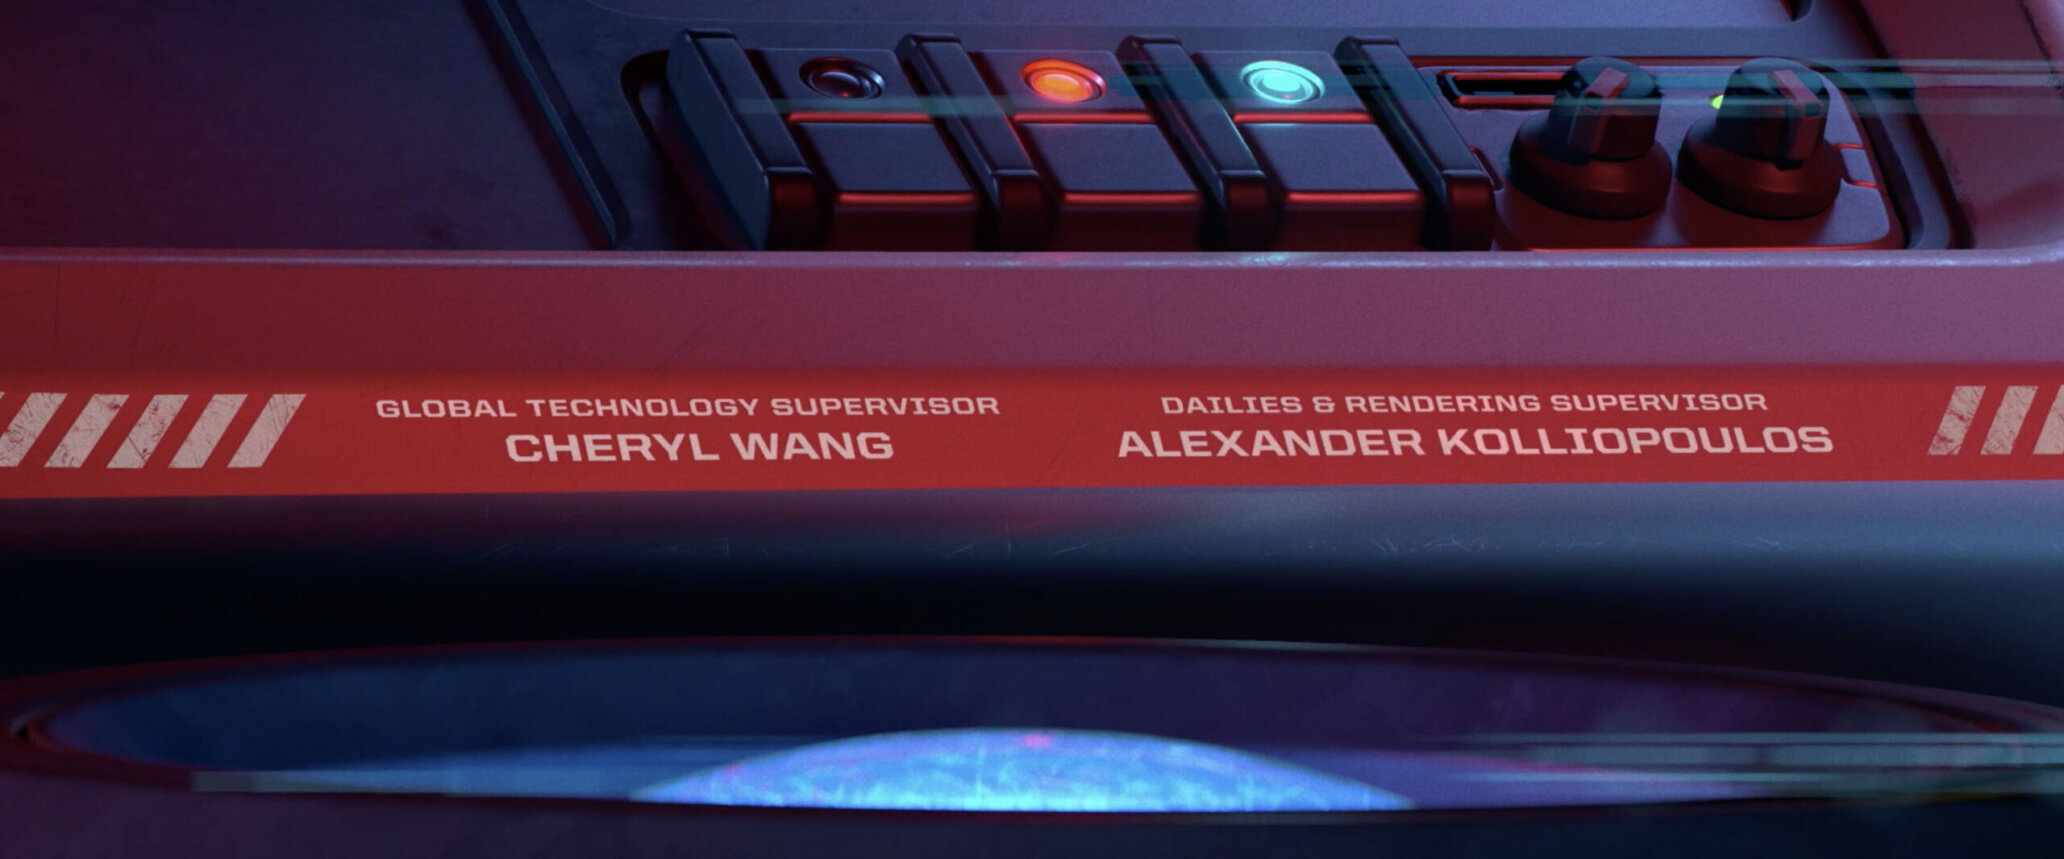 GLOBAL TECHNOLOGY SUPERVISOR
CHERYL WANG
DAILIES & RENDERING SUPERVISOR
ALEXANDER KOLLIOPOULOS